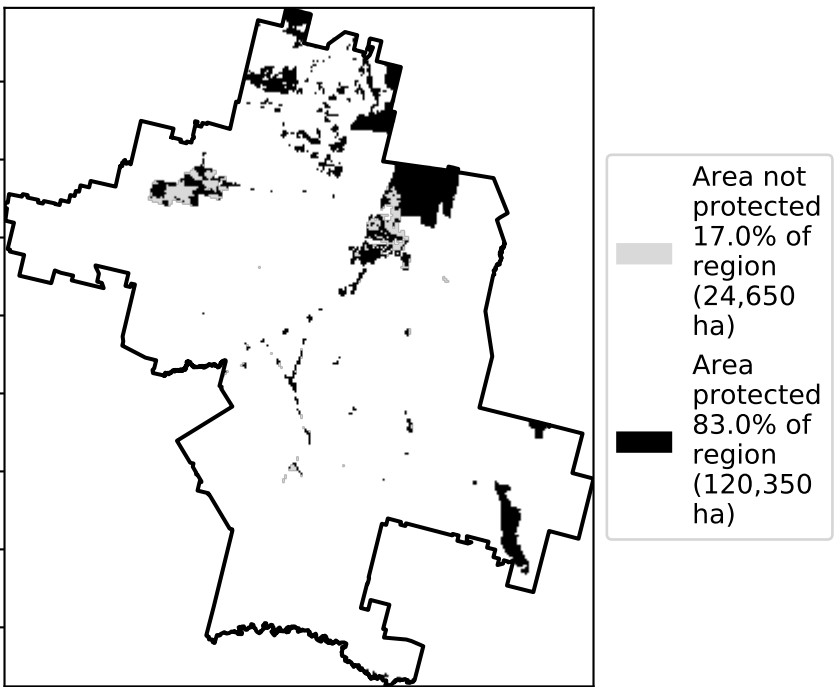 Area not
protected
17.0% of
region
(24,650
ha)
Area
protected
83.0% of
region
(120,350
ha)